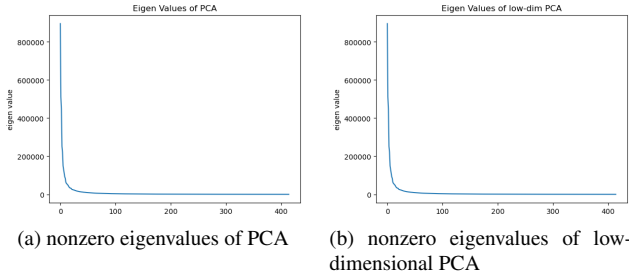 Eigen Values of PCA
800000
600000
400000
200000
0
eigen value
0 100 200 300 400
(a) nonzero eigenvalues of PCA
Eigen Values of low-dim PCA
800000
600000
400000
200000
0
eigen value
0 100 200 300 400
(b) nonzero eigenvalues of low-
dimensional PCA